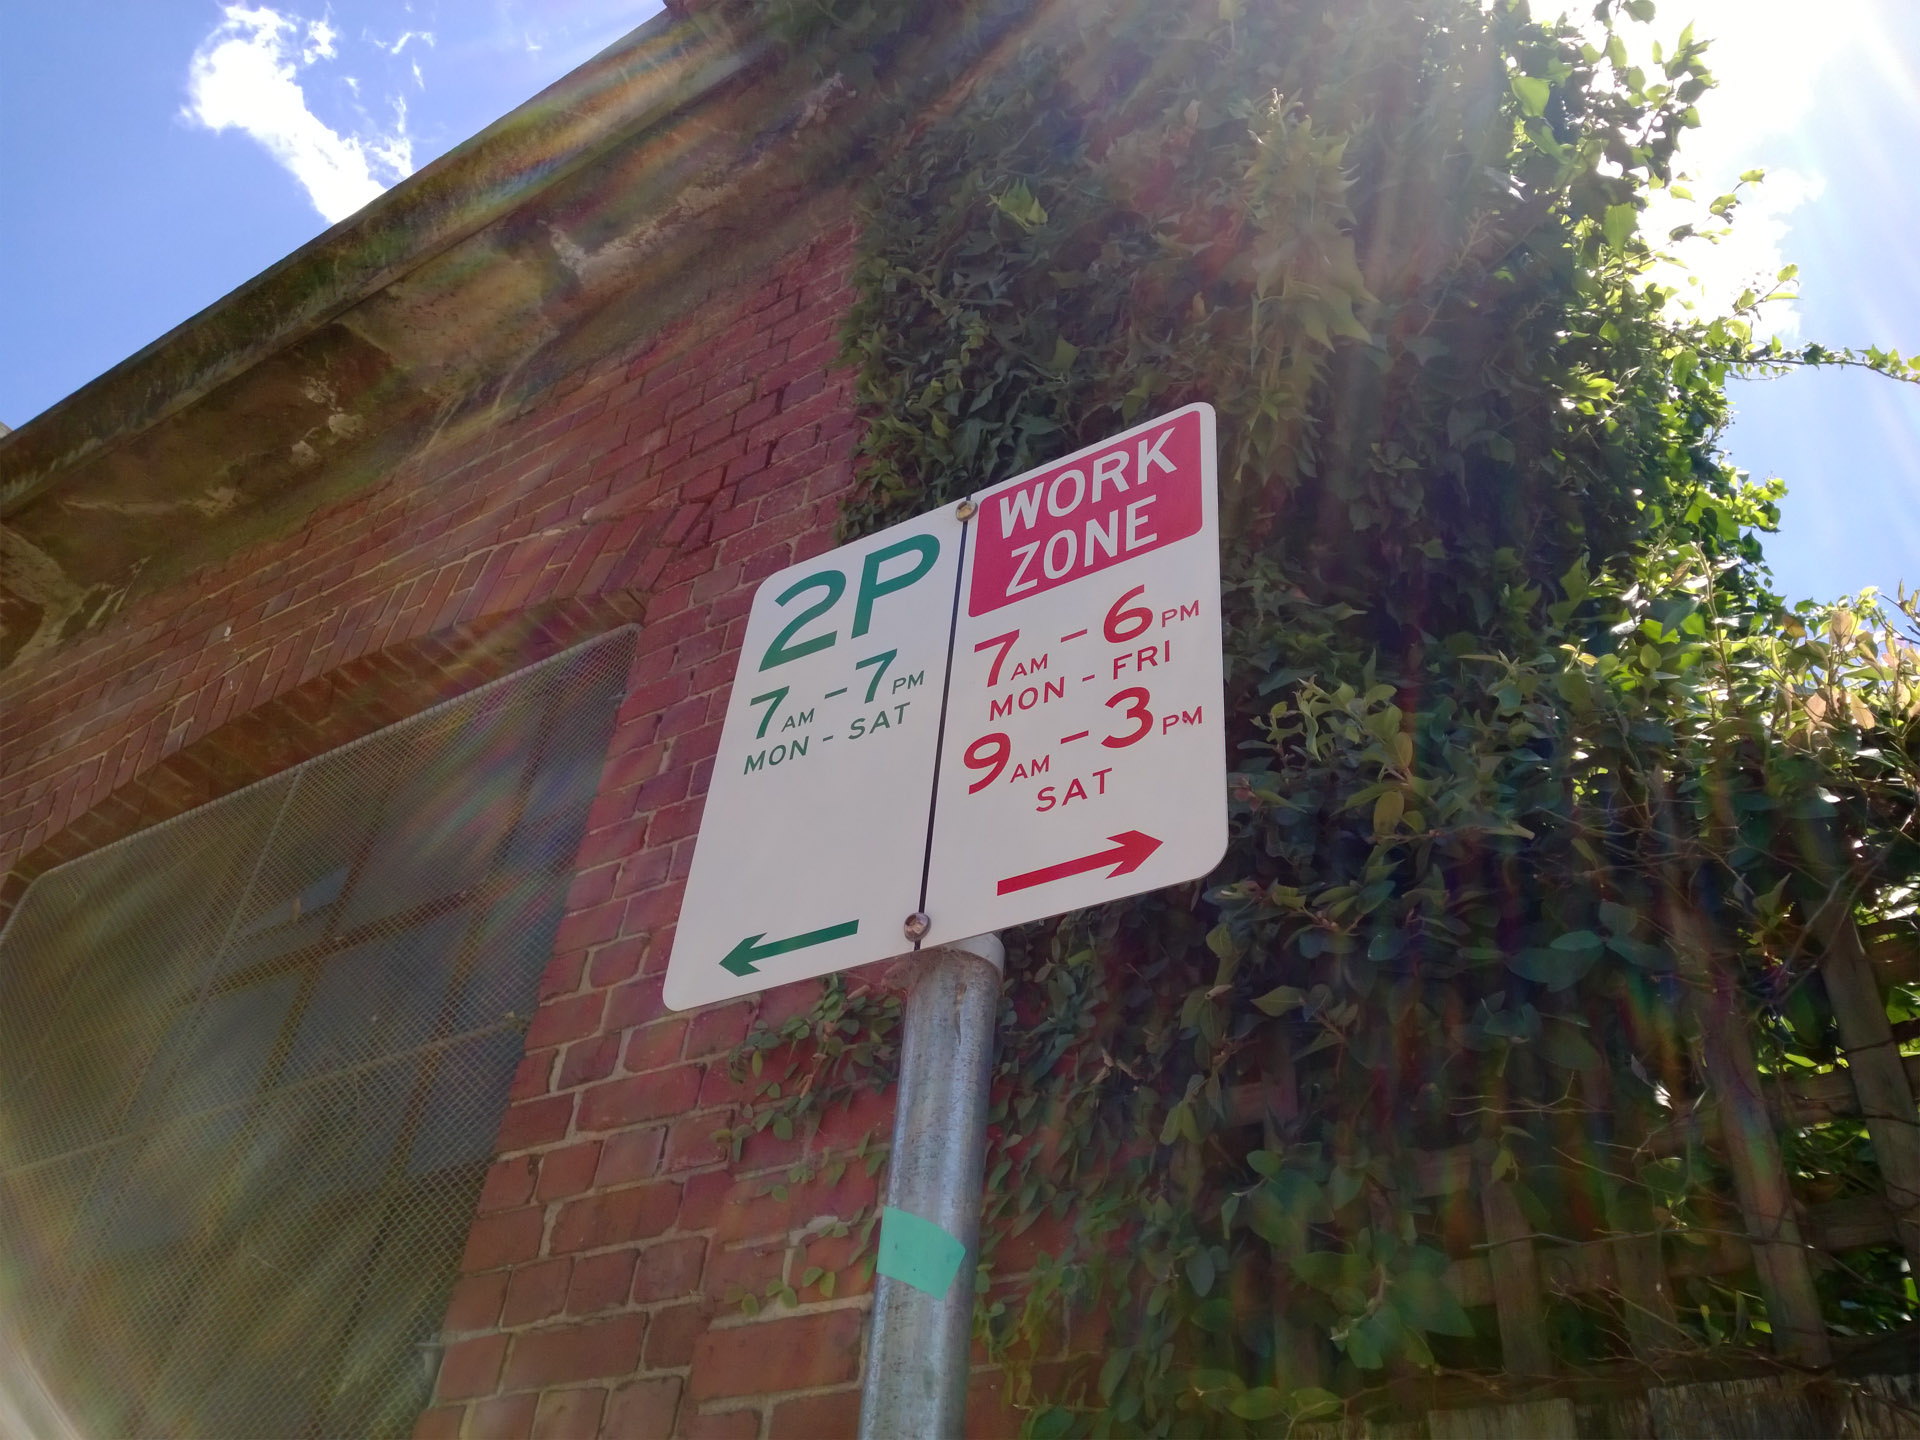 2P
7AM - 7PM
MON - SAT
WORK
ZONE
7AM - 6PM
MON - FRI
9AM - 3PM
SAT